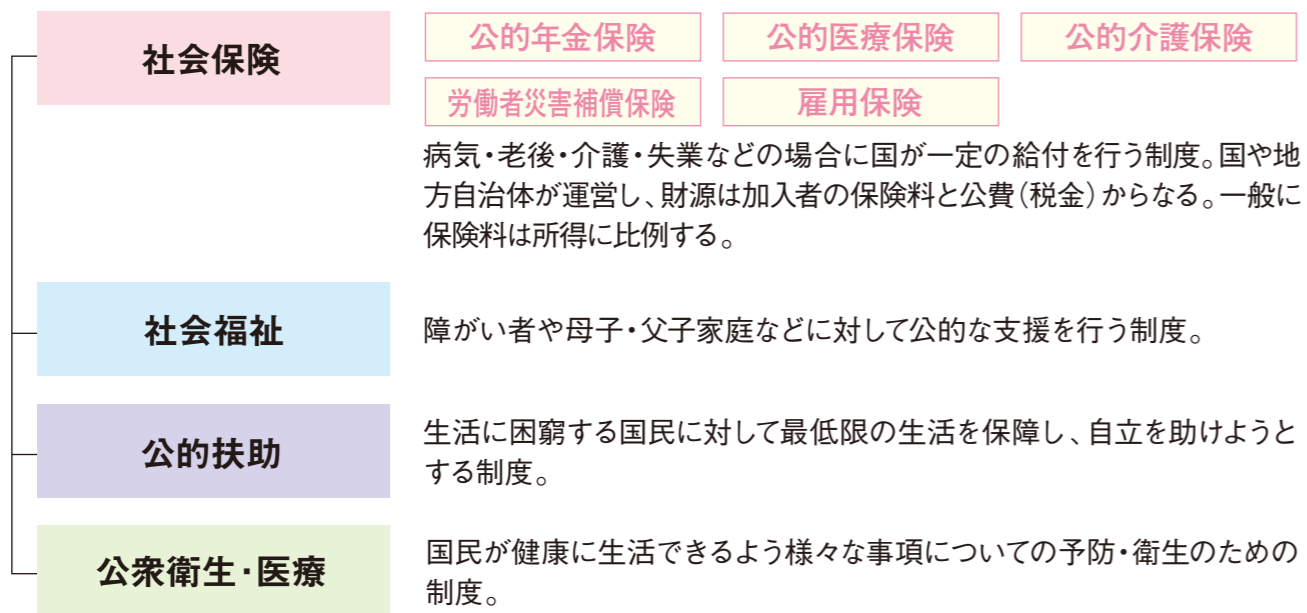 社会保険
公的年金保険
公的医療保険
公的介護保険
労働者災害補償保険
雇用保険
病気・老後・介護・失業などの場合に国が一定の給付を行う制度。国や地
方自治体が運営し、財源は加入者の保険料と公費(税金)からなる。一般に
保険料は所得に比例する。
社会福祉
障がい者や母子・父子家庭などに対して公的な支援を行う制度。
公的扶助
生活に困窮する国民に対して最低限の生活を保障し、自立を助けようと
する制度。
公衆衛生・医療
国民が健康に生活できるよう様々な事項についての予防・衛生のための
制度。